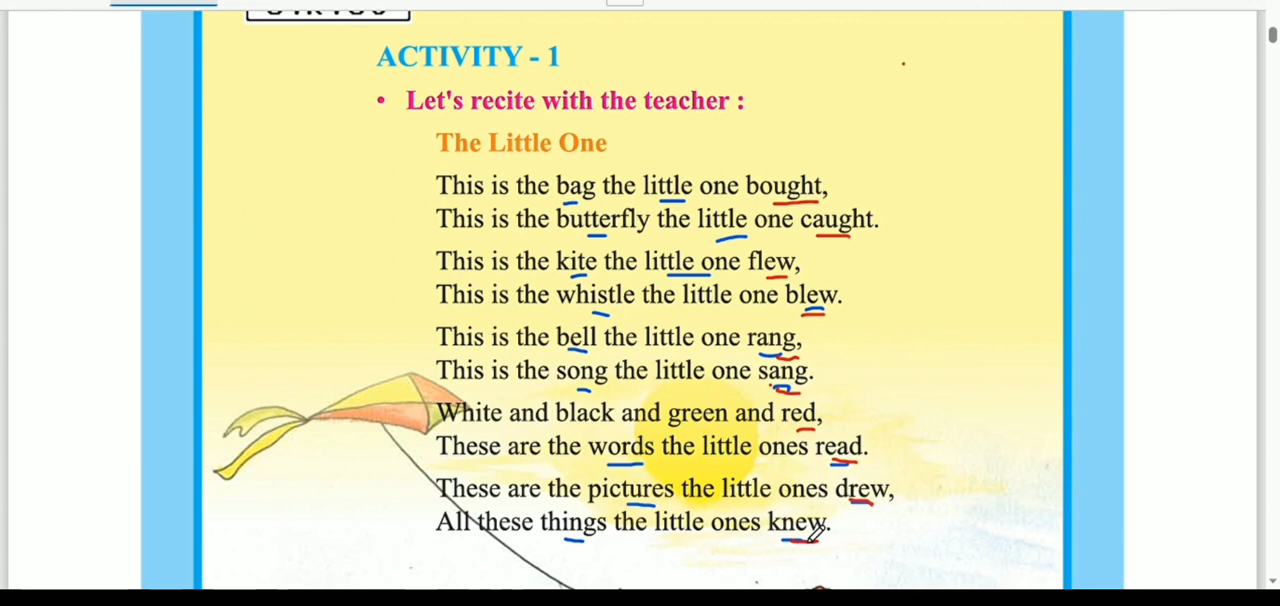 ACTIVITY - 1
• Let's recite with the teacher :
The Little One
This is the bag the little one bought,
This is the butterfly the little one caught.
This is the kite the little one flew,
This is the whistle the little one blew.
This is the bell the little one rang,
This is the song the little one sang.
White and black and green and red,
These are the words the little ones read.
These are the pictures the little ones drew,
All these things the little ones knew.